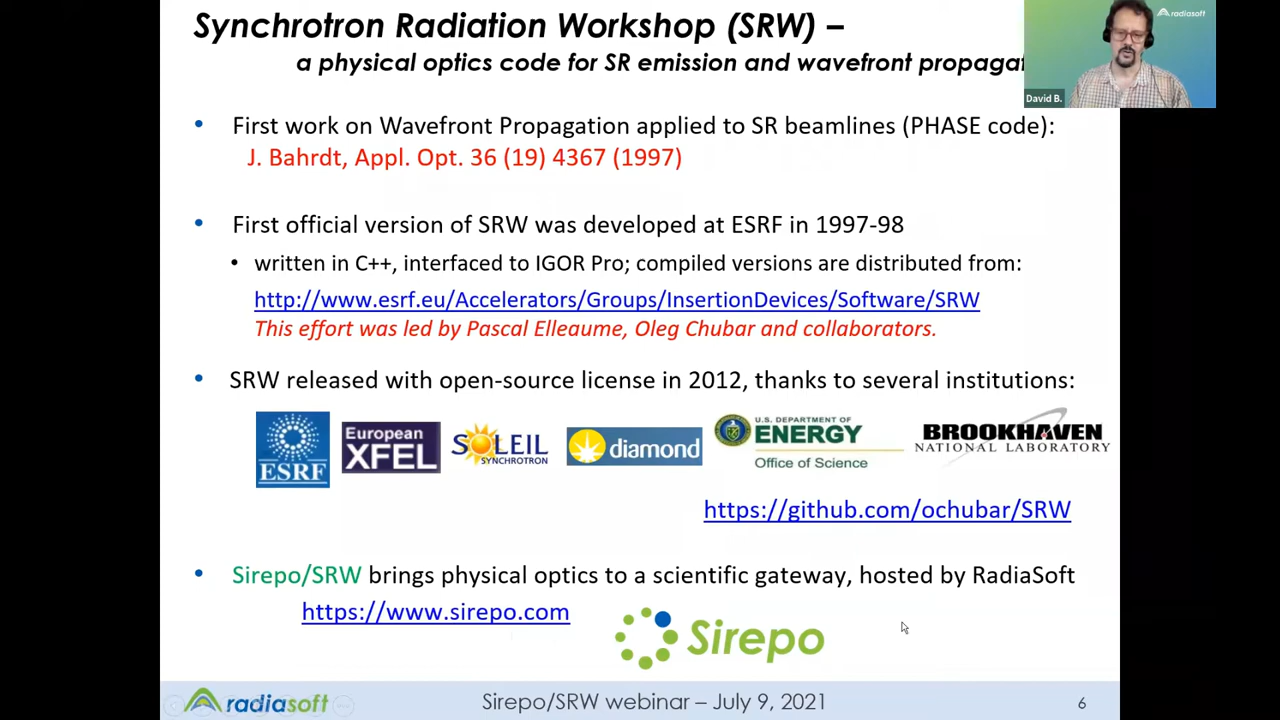 Synchrotron Radiation Workshop (SRW) –
a physical optics code for SR emission and wavefront propagat
radiasoft
David B.
• First work on Wavefront Propagation applied to SR beamlines (PHASE code):
J. Bahrdt, Appl. Opt. 36 (19) 4367 (1997)
• First official version of SRW was developed at ESRF in 1997-98
• written in C++, interfaced to IGOR Pro; compiled versions are distributed from:
http://www.esrf.eu/Accelerators/Groups/InsertionDevices/Software/SRW
This effort was led by Pascal Elleaume, Oleg Chubar and collaborators.
• SRW released with open-source license in 2012, thanks to several institutions:
ESRF
European
XFEL
SOLEIL
SYNCHROTRON
diamond
U.S. DEPARTMENT OF
ENERGY
Office of Science
BROOKHAVEN
NATIONAL LABORATORY
https://github.com/ochubar/SRW
• Sirepo/SRW brings physical optics to a scientific gateway, hosted by RadiaSoft
https://www.sirepo.com
Sirepo
radiasoft
Sirepo/SRW webinar – July 9, 2021
6